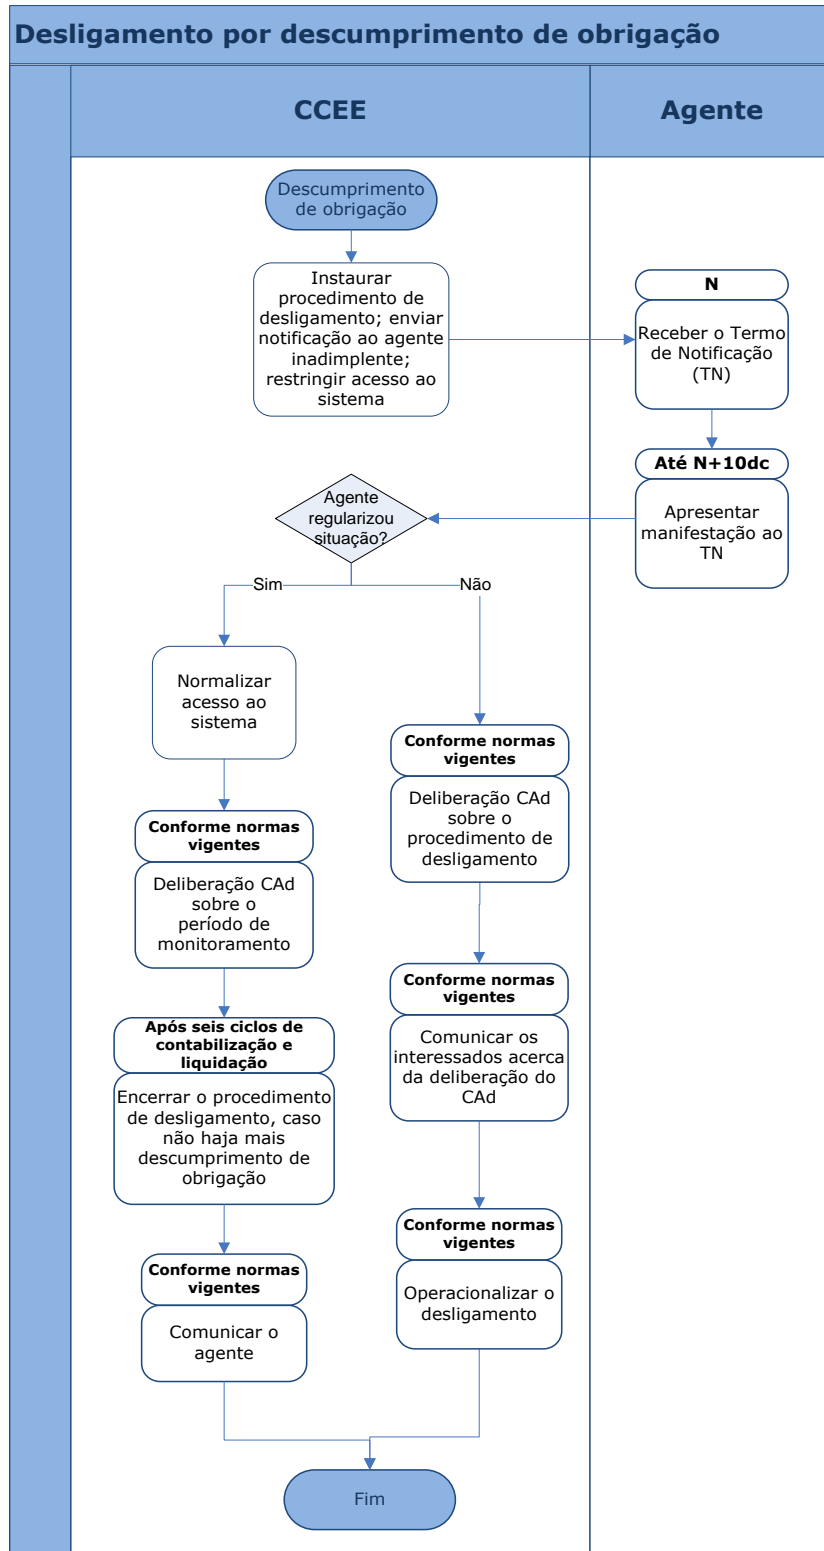 Desligamento por descumprimento de obrigação
CCEE
Agente
Descumprimento
de obrigação
Instaurar
procedimento de
desligamento; enviar
notificação ao agente
inadimplente;
restringir acesso ao
sistema
N
Receber o Termo
de Notificação
(TN)
Até N+10dc
Apresentar
manifestação ao
TN
Agente
regularizou
situação?
Sim
Não
Normalizar
acesso ao
sistema
Conforme normas
vigentes
Deliberação CAd
sobre o
procedimento de
desligamento
Conforme normas
vigentes
Deliberação CAd
sobre o
período de
monitoramento
Conforme normas
vigentes
Comunicar os
interessados acerca
da deliberação do
CAd
Após seis ciclos de
contabilização e
liquidação
Encerrar o procedimento
de desligamento, caso
não haja mais
descumprimento de
obrigação
Conforme normas
vigentes
Operacionalizar o
desligamento
Conforme normas
vigentes
Comunicar o
agente
Fim